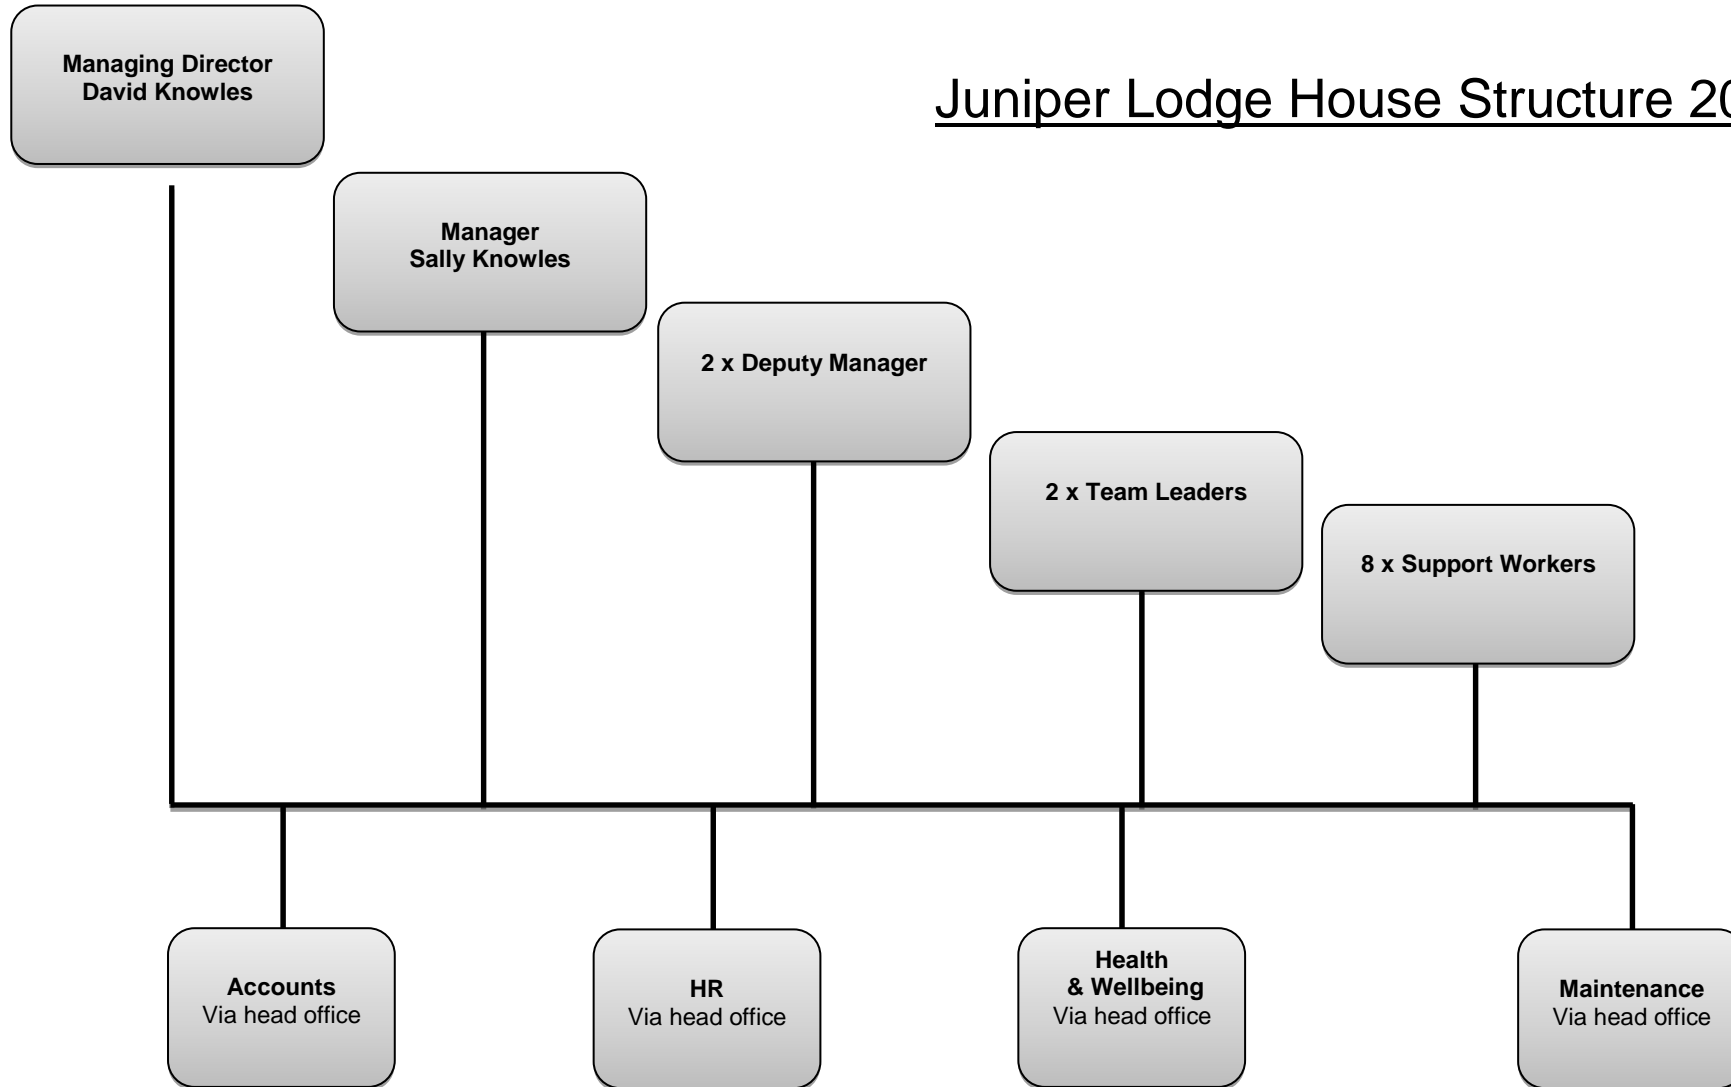 Managing Director
David Knowles
Juniper Lodge House Structure 20
Manager
Sally Knowles
2 x Deputy Manager
2 x Team Leaders
8 x Support Workers
Accounts
Via head office
HR
Via head office
Health
& Wellbeing
Via head office
Maintenance
Via head office